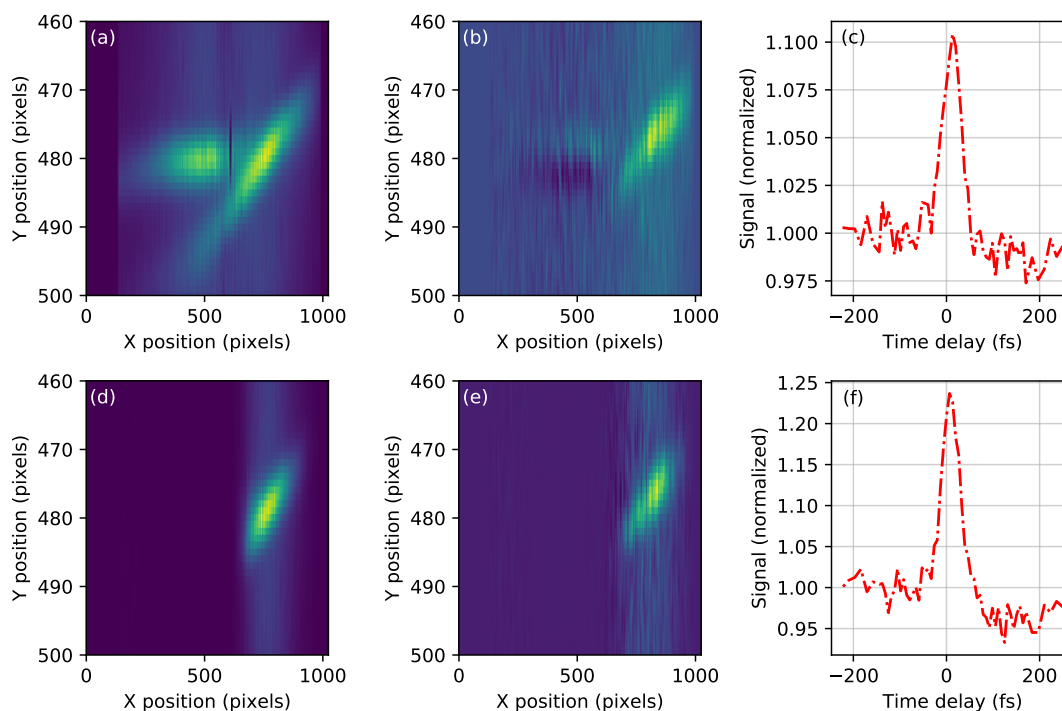 (a)
460
470
480
490
500
Y position (pixels)
0
500
1000
X position (pixels)
(b)
460
470
480
490
500
Y position (pixels)
0
500
1000
X position (pixels)
(c)
1.100
1.075
1.050
1.025
1.000
0.975
Signal (normalized)
−200
0
200
Time delay (fs)
(d)
460
470
480
490
500
Y position (pixels)
0
500
1000
X position (pixels)
(e)
460
470
480
490
500
Y position (pixels)
0
500
1000
X position (pixels)
(f)
1.25
1.20
1.15
1.10
1.05
1.00
0.95
Signal (normalized)
−200
0
200
Time delay (fs)